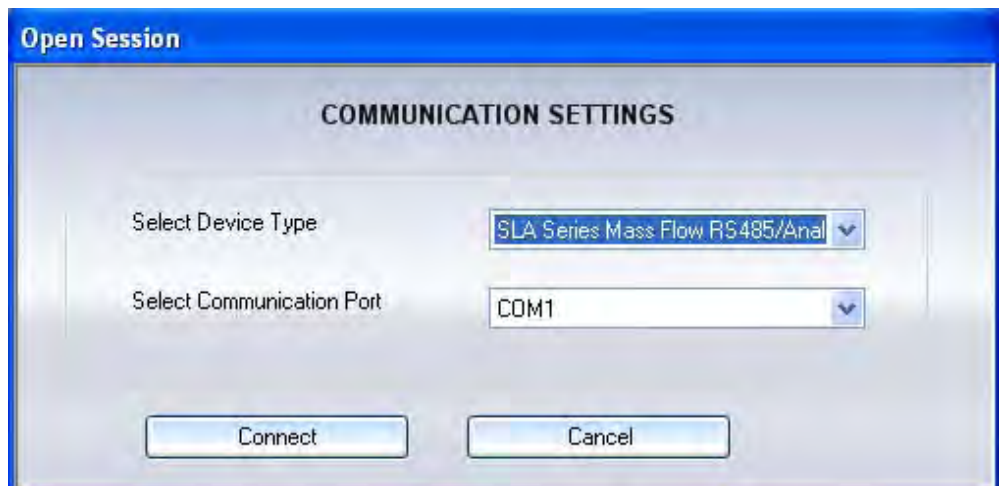 Open Session
COMMUNICATION SETTINGS
Select Device Type
SLA Series Mass Flow RS485/Anal
Select Communication Port
COM1
Connect
Cancel